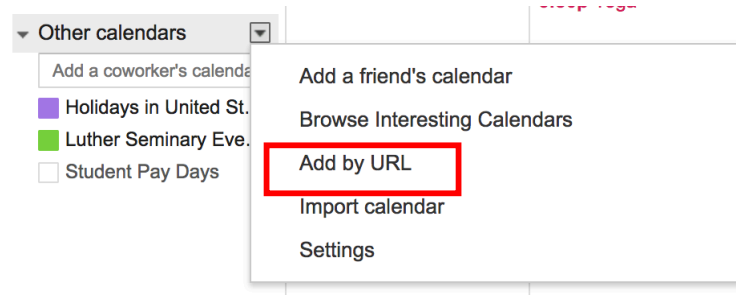 Other calendars
Add a coworker's calenda
Holidays in United St.
Luther Seminary Eve.
Student Pay Days
Add a friend's calendar
Browse Interesting Calendars
Add by URL
Import calendar
Settings